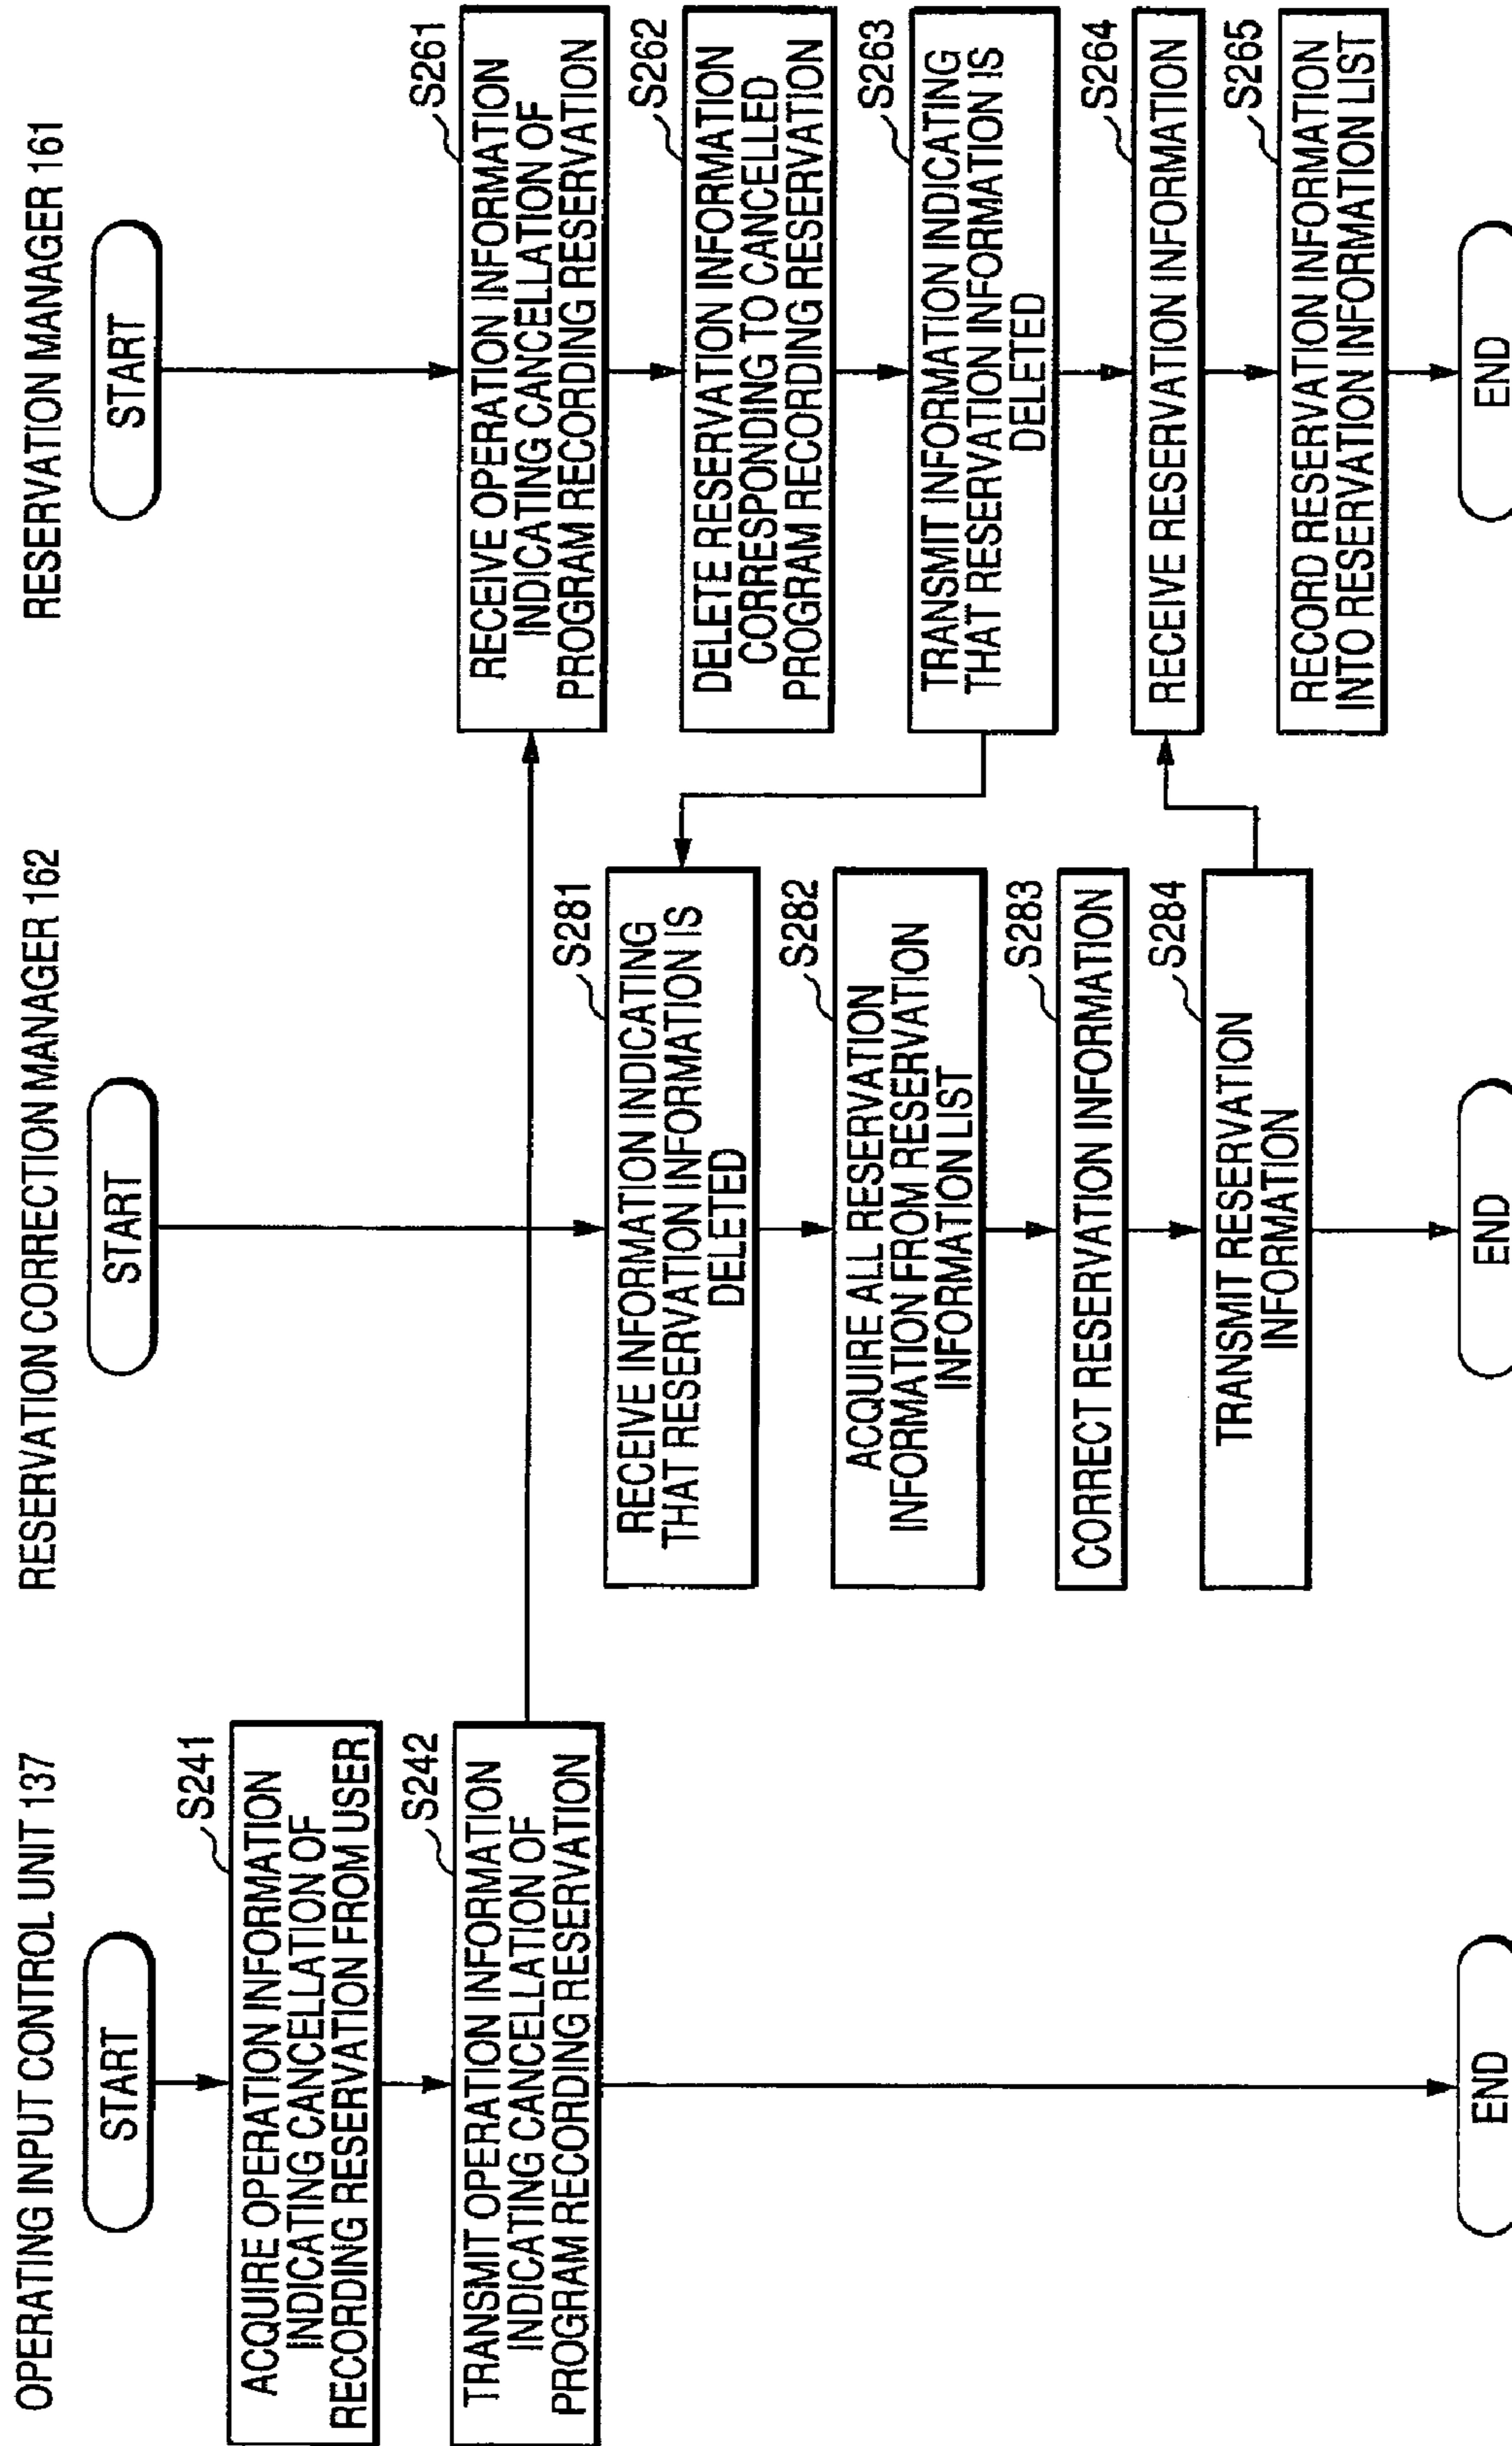 OPERATING INPUT CONTROL UNIT 137
START
S241
ACQUIRE OPERATION INFORMATION
INDICATING CANCELLATION OF
RECORDING RESERVATION FROM USER
S242
TRANSMIT OPERATION INFORMATION
INDICATING CANCELLATION OF
PROGRAM RECORDING RESERVATION
END
RESERVATION CORRECTION MANAGER 162
START
S281
RECEIVE INFORMATION INDICATING
THAT RESERVATION INFORMATION IS
DELETED
S282
ACQUIRE ALL RESERVATION
INFORMATION FROM RESERVATION
INFORMATION LIST
S283
CORRECT RESERVATION INFORMATION
S284
TRANSMIT RESERVATION
INFORMATION
END
RESERVATION MANAGER 161
START
S261
RECEIVE OPERATION INFORMATION
INDICATING CANCELLATION OF
PROGRAM RECORDING RESERVATION
S262
DELETE RESERVATION INFORMATION
CORRESPONDING TO CANCELLED
PROGRAM RECORDING RESERVATION
S263
TRANSMIT INFORMATION INDICATING
THAT RESERVATION INFORMATION IS
DELETED
S264
RECEIVE RESERVATION INFORMATION
S265
RECORD RESERVATION INFORMATION
INTO RESERVATION INFORMATION LIST
END